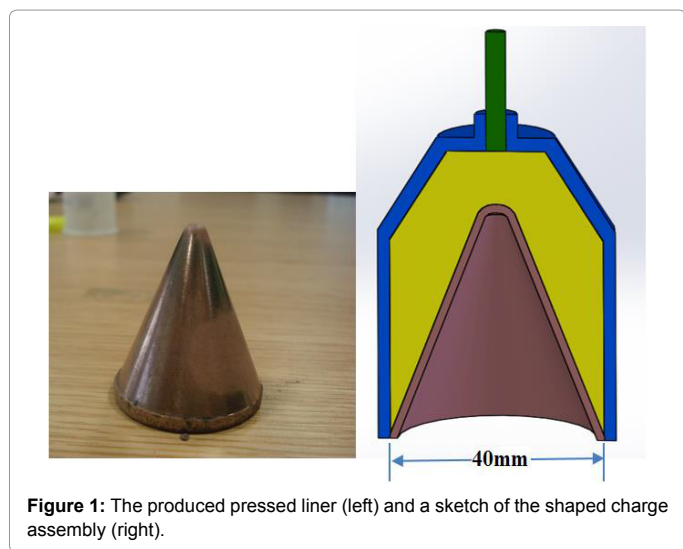 40mm
Figure 1: The produced pressed liner (left) and a sketch of the shaped charge
assembly (right).